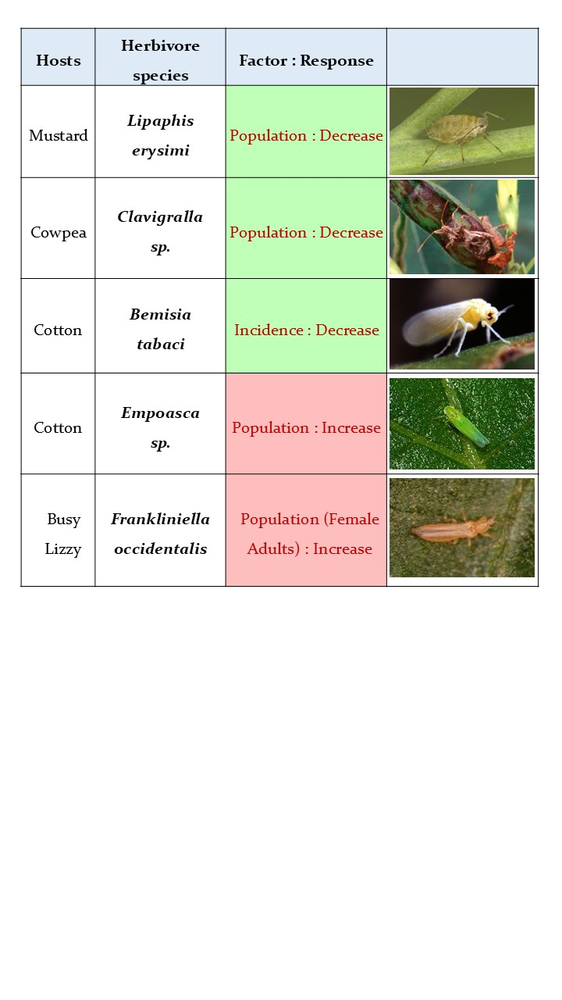 Hosts
Herbivore
species
Factor : Response
Mustard
Lipaphis
erysimi
Population : Decrease
Cowpea
Clavigralla
sp.
Population : Decrease
Cotton
Bemisia
tabaci
Incidence : Decrease
Cotton
Empoasca
sp.
Population : Increase
Busy
Lizzy
Frankliniella
occidentalis
Population (Female
Adults) : Increase